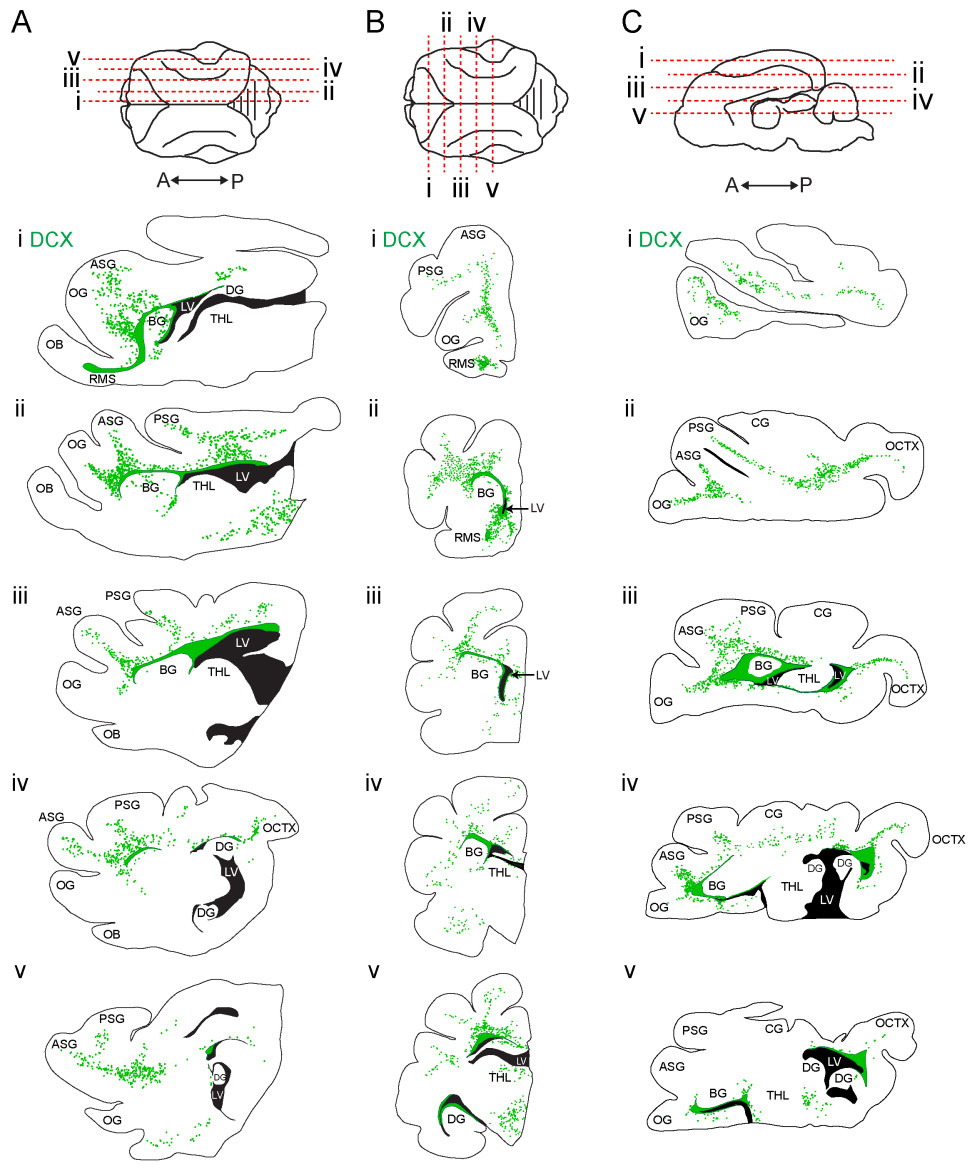 A
B
C
v
iii
i
iv
ii
ii
iv
i
iii
v
i
iii
v
ii
iv
A
P
A
P
i DCX
ASG
OG
OB
RMS
BG
LV
DG
THL
i DCX
ASG
PSG
OG
RMS
i DCX
OG
ii
ASG
PSG
OG
OB
BG
THL
LV
ii
BG
LV
RMS
ii
CG
PSG
ASG
OCTX
OG
iii
PSG
ASG
OG
OB
BG
THL
LV
iii
BG
LV
iii
PSG
CG
ASG
BG
LV
THL
LV
OG
OCTX
iv
PSG
ASG
OG
OB
OCTX
DG
LV
DG
iv
BG
THL
iv
PSG
CG
OCTX
ASG
OG
BG
THL
DG
DG
LV
v
PSG
ASG
OG
DG
LV
v
LV
THL
DG
v
PSG
CG
OCTX
ASG
OG
BG
THL
LV
DG
DG